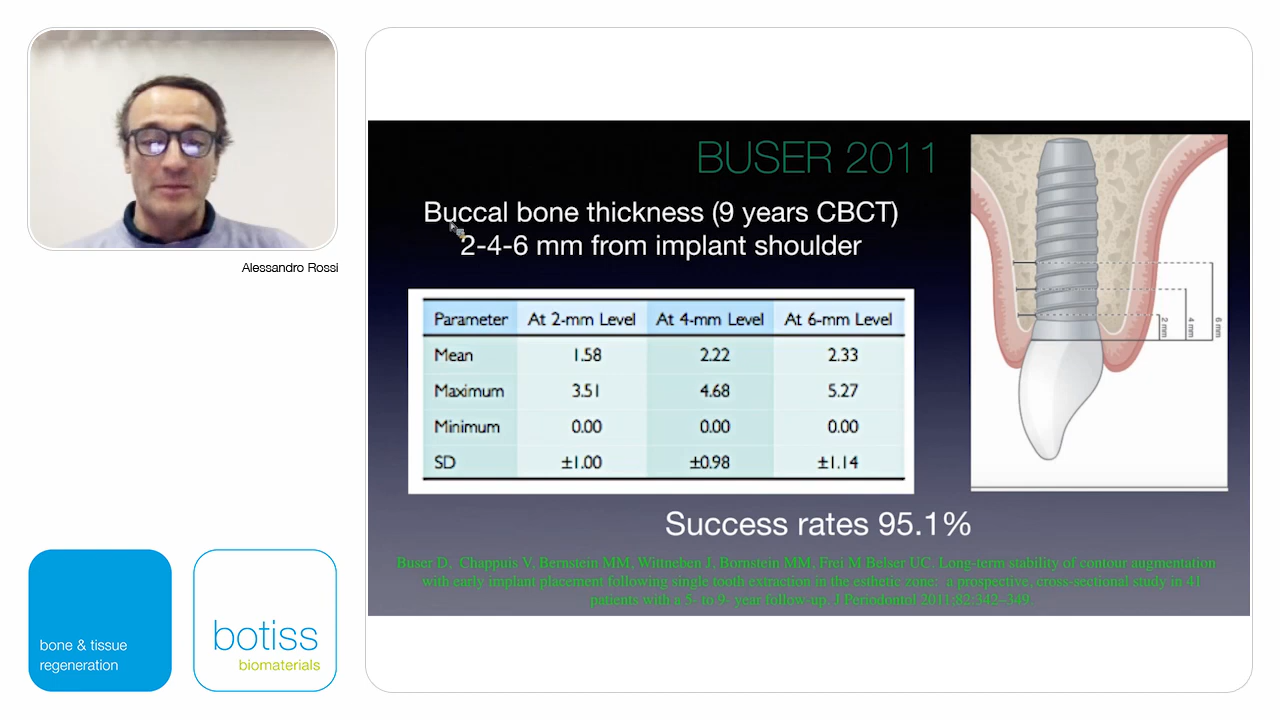 Alessandro Rossi
bone & tissue
regeneration
botiss
biomaterials
BUSER 2011
Buccal bone thickness (9 years CBCT)
2-4-6 mm from implant shoulder
Parameter At 2-mm Level At 4-mm Level At 6-mm Level
Mean 1.58 2.22 2.33
Maximum 3.51 4.68 5.27
Minimum 0.00 0.00 0.00
SD ±1.00 ±0.98 ±1.14
2 mm
4 mm
6 mm
Success rates 95.1%
Buser D, Chappuis V, Bernstein MM, Wittneben J, Bornstein MM, Frei M Belser UC. Long-term stability of contour augmentation
with early implant placement following single tooth extraction in the esthetic zone: a prospective, cross-sectional study in 41
patients with a 5- to 9- year follow-up. J Periodontol 2011;82:342–349.